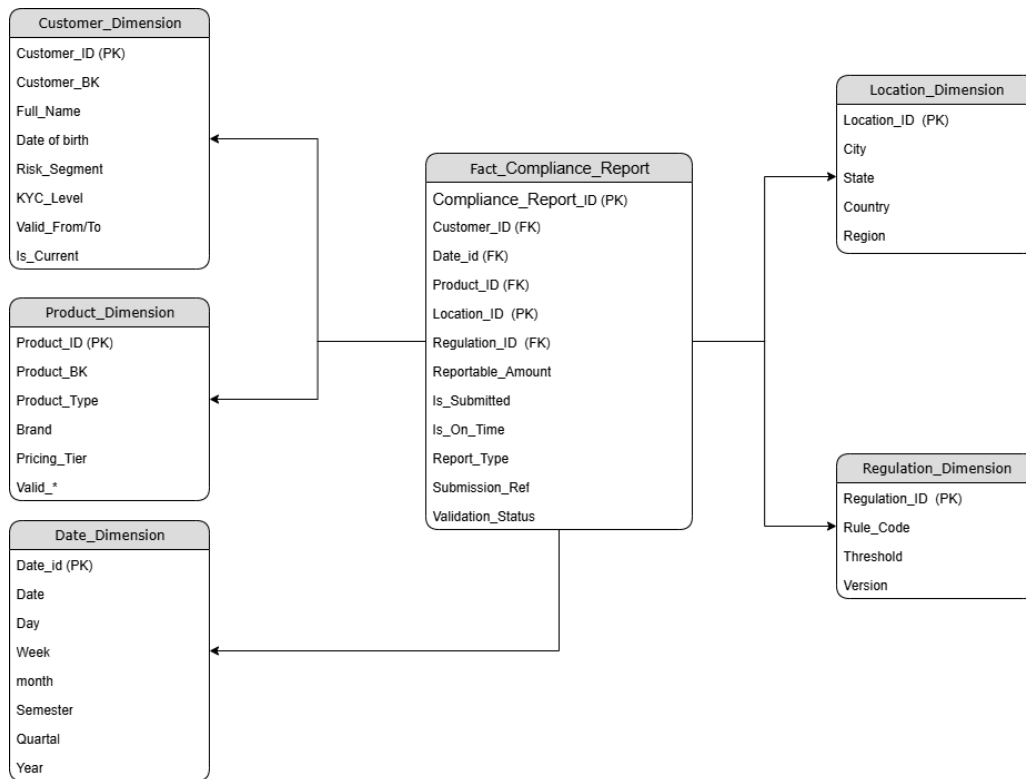 Customer_Dimension
Customer_ID (PK)
Customer_BK
Full_Name
Date of birth
Risk_Segment
KYC_Level
Valid_From/To
Is_Current
Product_Dimension
Product_ID (PK)
Product_BK
Product_Type
Brand
Pricing_Tier
Valid_*
Date_Dimension
Date_id (PK)
Date
Day
Week
month
Semester
Quartal
Year
Fact_Compliance_Report
Compliance_Report_ID (PK)
Customer_ID (FK)
Date_id (FK)
Product_ID (FK)
Location_ID (PK)
Regulation_ID (FK)
Reportable_Amount
Is_Submitted
Is_On_Time
Report_Type
Submission_Ref
Validation_Status
Location_Dimension
Location_ID (PK)
City
State
Country
Region
Regulation_Dimension
Regulation_ID (PK)
Rule_Code
Threshold
Version